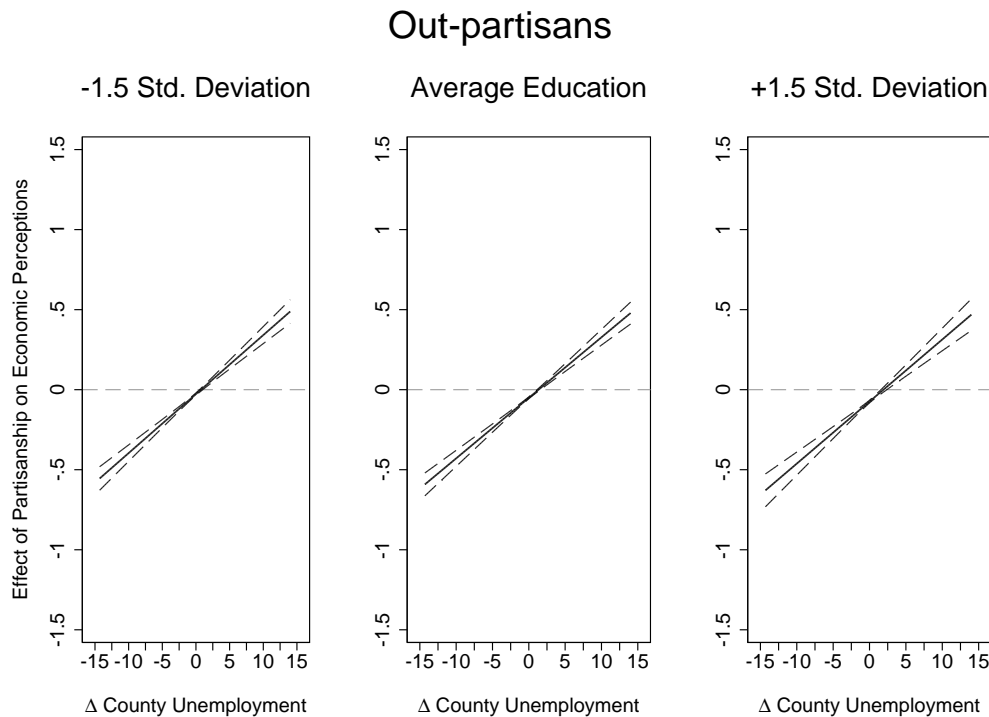 Out-partisans
-1.5 Std. Deviation
Average Education
+1.5 Std. Deviation
Effect of Partisanship on Economic Perceptions
1.5
1
.5
0
-.5
-1
-1.5
-15 -10 -5 0 5 10 15
Δ County Unemployment
1.5
1
.5
0
-.5
-1
-1.5
-15 -10 -5 0 5 10 15
Δ County Unemployment
1.5
1
.5
0
-.5
-1
-1.5
-15 -10 -5 0 5 10 15
Δ County Unemployment